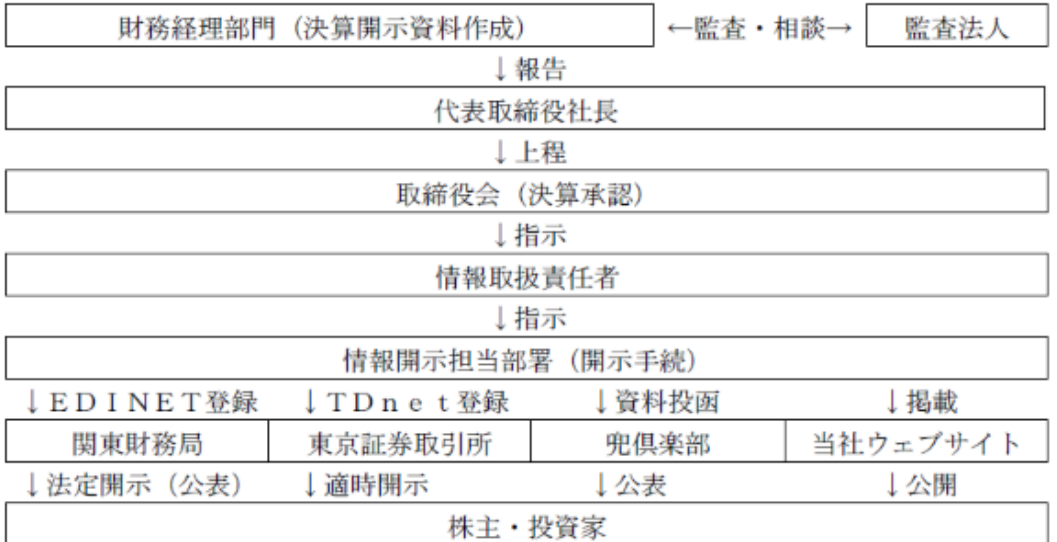 財務経理部門（決算開示資料作成） ←監査・相談→ 監査法人
↓報告
代表取締役社長
↓上程
取締役会（決算承認）
↓指示
情報取扱責任者
↓指示
情報開示担当部署（開示手続）
↓ＥＤＩＮＥＴ登録 ↓ＴＤｎｅｔ登録 ↓資料投函 ↓掲載
関東財務局 東京証券取引所 兜倶楽部 当社ウェブサイト
↓法定開示（公表） ↓適時開示 ↓公表 ↓公開
株主・投資家